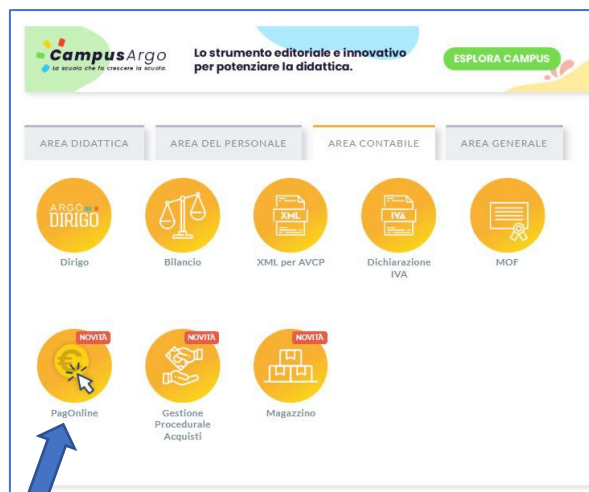 CampusArgo
la scuola che fa crescere la scuola.
Lo strumento editoriale e innovativo
per potenziare la didattica.
ESPLORA CAMPUS
AREA DIDATTICA
AREA DEL PERSONALE
AREA CONTABILE
AREA GENERALE
ARGO
DIRIGO
Dirigo
Bilancio
XML
XML per AVCP
IVA
Dichiarazione
IVA
MOF
NOVITÀ
PagOnline
NOVITÀ
Gestione
Procedurale
Acquisti
NOVITÀ
Magazzino